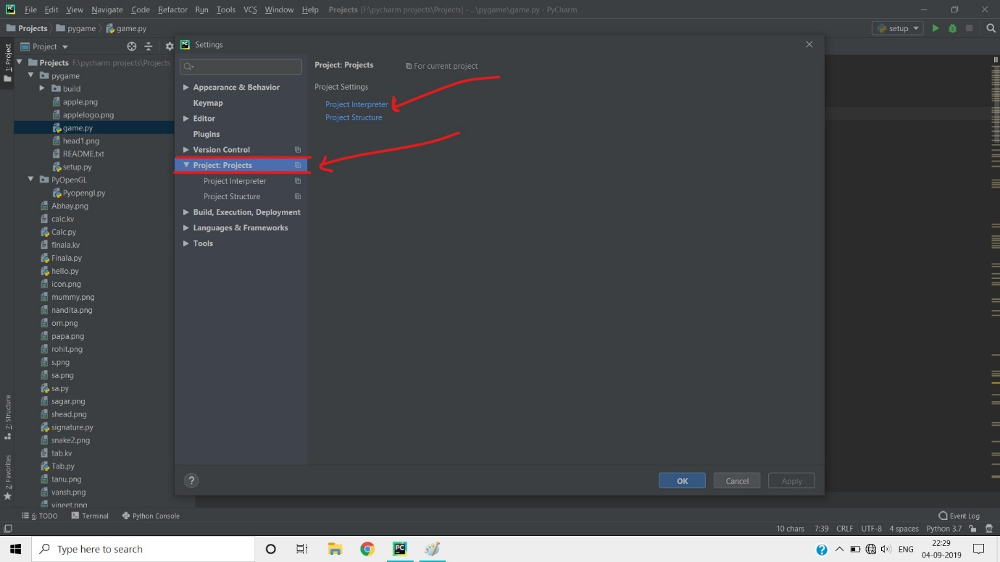 PC File Edit View Navigate Code Refactor Run Tools VCS Window Help Projects [F:\pycharm projects\Projects] - ...\pygame\game.py - PyCharm
Projects pygame game.py setup
1: Project
Project
Projects F:\pycharm projects\Projects
pygame
build
apple.png
applelogo.png
game.py
head1.png
README.txt
setup.py
PyOpenGL
Pyopengl.py
Abhay.png
calc.kv
Calc.py
finala.kv
Finala.py
hello.py
icon.png
mummy.png
nandita.png
om.png
papa.png
rohit.png
s.png
sa.png
sa.py
sagar.png
shead.png
signature.py
snake2.png
tab.kv
Tab.py
tanu.png
vansh.png
vineet.png
7: Structure
2: Favorites
PC Settings
Appearance & Behavior
Keymap
Editor
Plugins
Version Control
Project: Projects
Project Interpreter
Project Structure
Build, Execution, Deployment
Languages & Frameworks
Tools
Project: Projects For current project
Project Settings
Project Interpreter
Project Structure
? OK Cancel Apply
6: TODO Terminal Python Console Event Log
10 chars 7:39 CRLF UTF-8 4 spaces Python 3.7
Type here to search PC ? ENG 22:29
04-09-2019